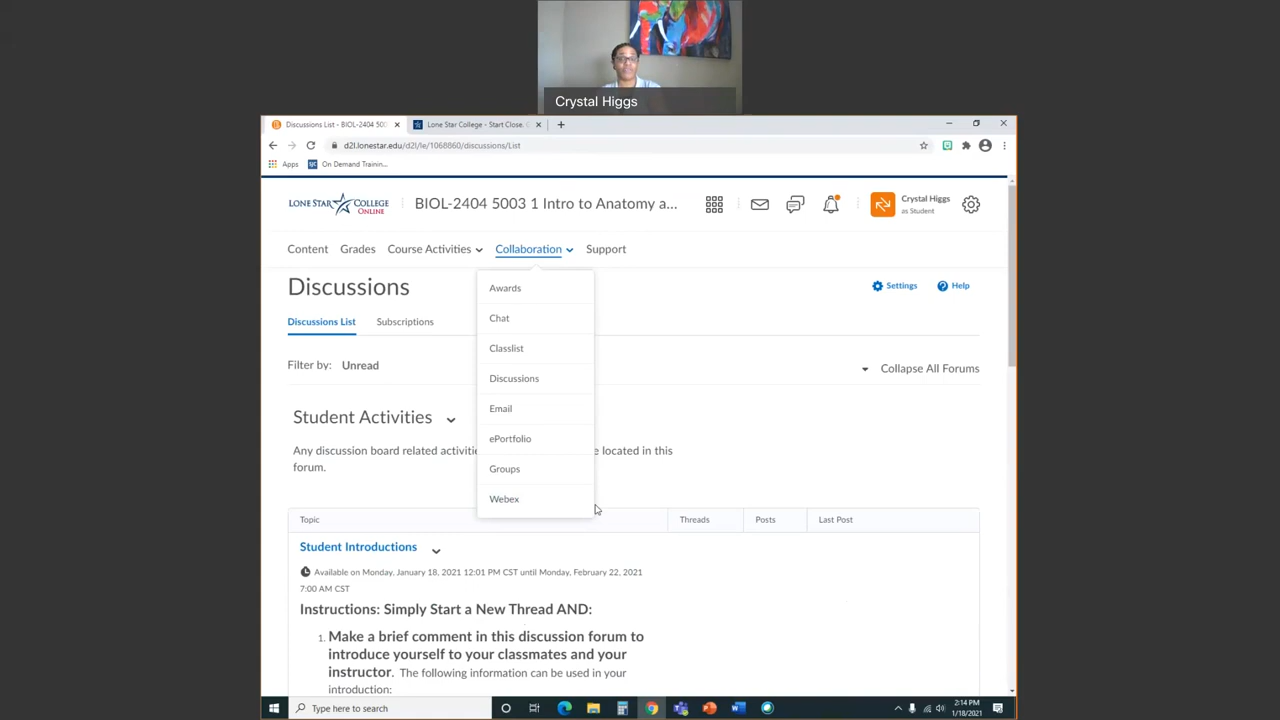 Crystal Higgs
Discussions List - BIOL-2404 500
Lone Star College - Start Close. G
d2l.lonestar.edu/d2l/le/1068860/discussions/List
Apps
On Demand Trainin...
LONE STAR COLLEGE
ONLINE
BIOL-2404 5003 1 Intro to Anatomy a...
Crystal Higgs
as Student
Content Grades Course Activities Collaboration Support
Awards
Chat
Classlist
Discussions
Email
ePortfolio
Groups
Webex
Discussions
Settings Help
Discussions List Subscriptions
Filter by: Unread
Collapse All Forums
Student Activities
Any discussion board related activiti
e located in this
forum.
Topic Threads Posts Last Post
Student Introductions
Available on Monday, January 18, 2021 12:01 PM CST until Monday, February 22, 2021
7:00 AM CST
Instructions: Simply Start a New Thread AND:
1. Make a brief comment in this discussion forum to
introduce yourself to your classmates and your
instructor. The following information can be used in your
introduction:
Type here to search
2:14 PM
1/18/2021